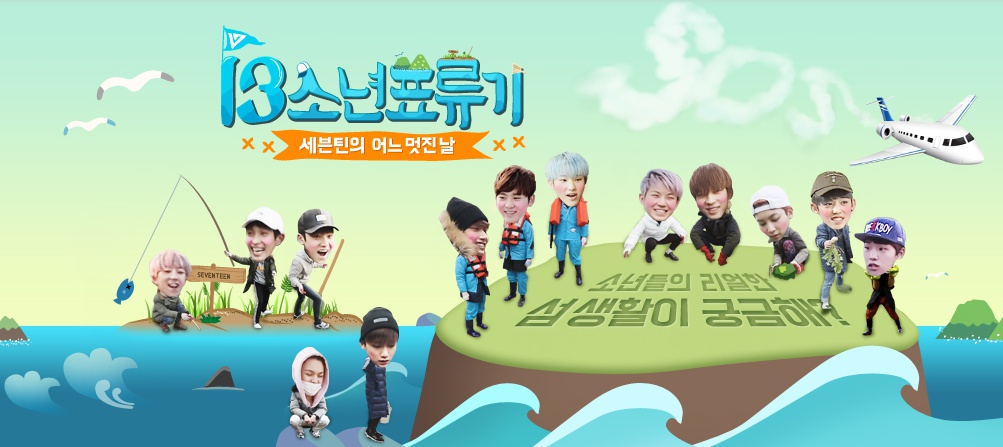 13소년표류기
세븐틴의 어느 멋진 날
SON
SEVENTEEN
소년들의 리얼한
섬 생활이 궁금해?